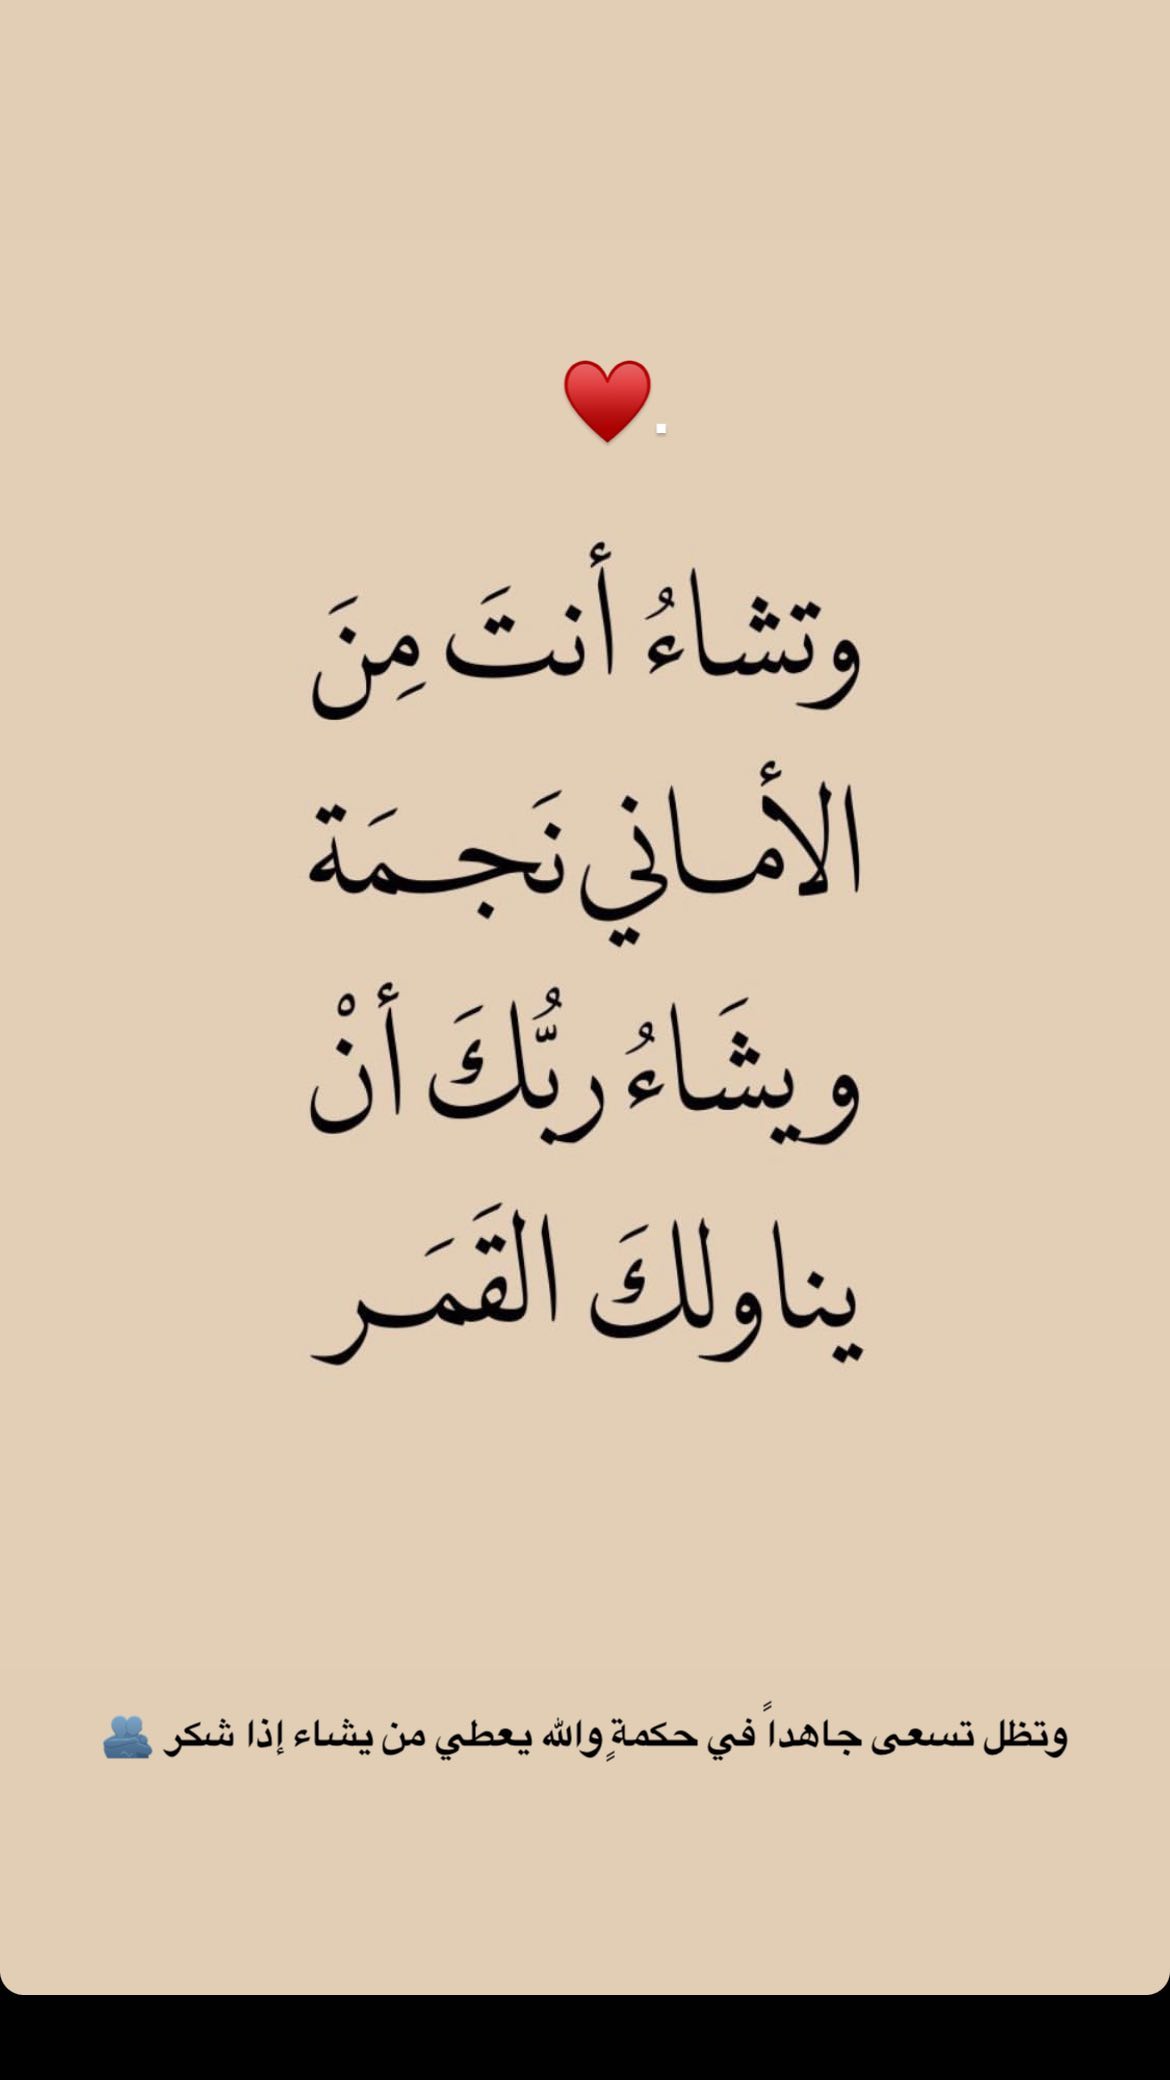 ♥️.
وتشاءُ أنتَ مِنَ
الأماني نَجمَة
ويشَاءُ ربُّكَ أنْ
يناولكَ القَمَر
وتظل تسعى جاهداً في حكمةٍ والله يعطي من يشاء إذا شكر 🫂